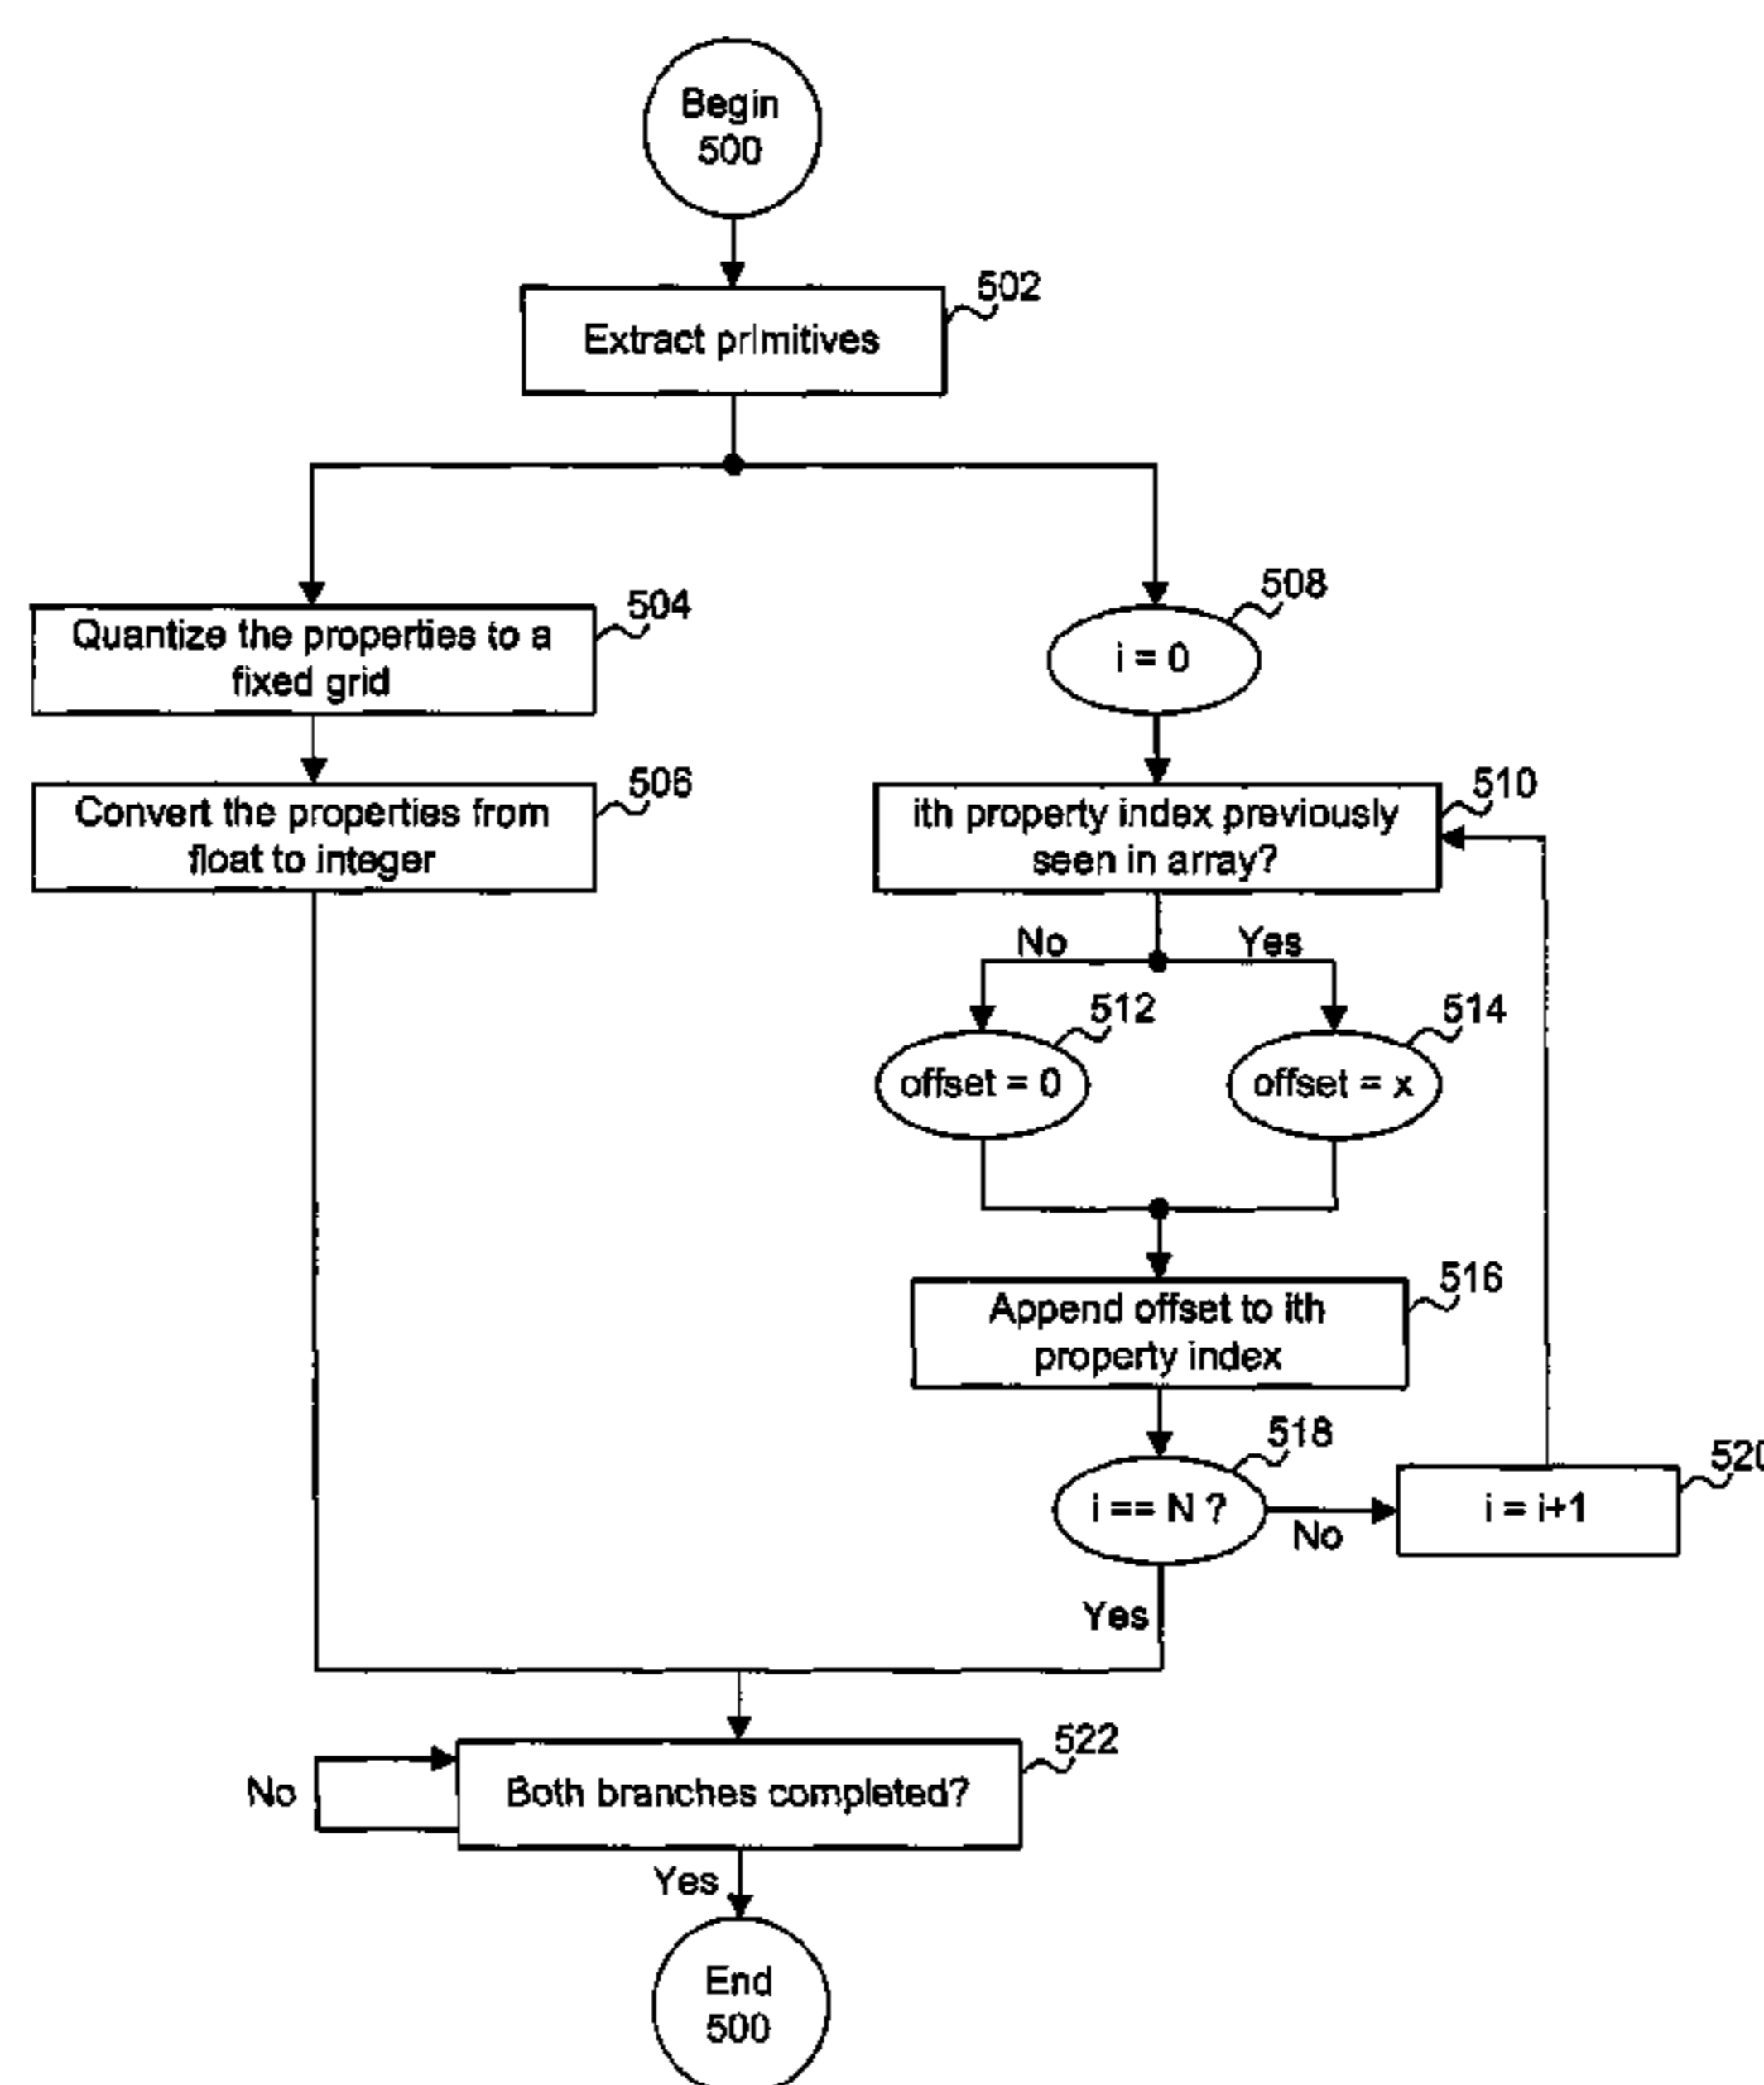 Begin
500
502
Extract primitives
504
Quantize the properties to a
fixed grid
508
i = 0
506
Convert the properties from
float to integer
510
ith property index previously
seen in array?
No
Yes
512
offset = 0
514
offset = x
516
Append offset to ith
property index
518
i == N ?
No
520
i = i+1
Yes
522
Both branches completed?
No
Yes
End
500